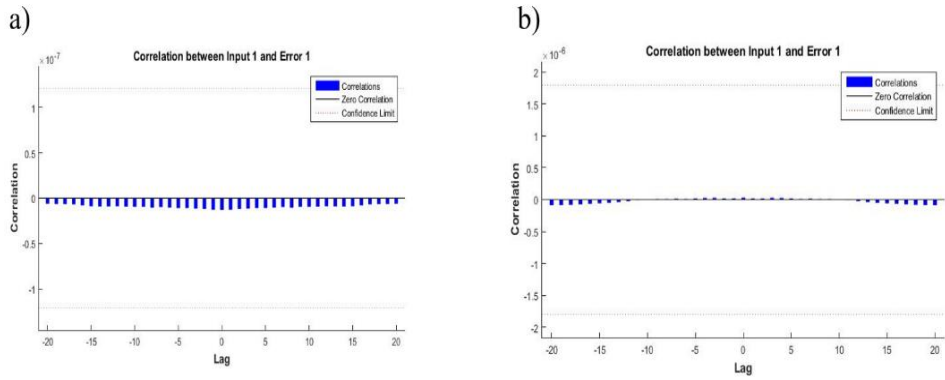 a)
Correlation between Input 1 and Error 1
× 10⁻⁷
Correlations
Zero Correlation
Confidence Limit
1
0.5
0
-0.5
-1
Correlation
-20 -15 -10 -5 0 5 10 15 20
Lag
b)
Correlation between Input 1 and Error 1
× 10⁻⁶
Correlations
Zero Correlation
Confidence Limit
2
1.5
1
0.5
0
-0.5
-1
-1.5
-2
Correlation
-20 -15 -10 -5 0 5 10 15 20
Lag